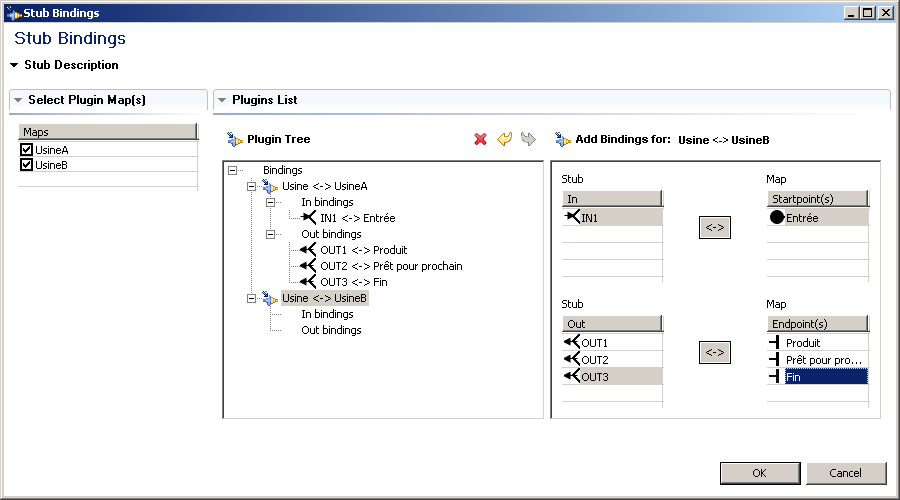 Stub Bindings
Stub Bindings
Stub Description
Select Plugin Map(s)
Maps
UsineA
UsineB
Plugins List
Plugin Tree
Bindings
Usine <-> UsineA
In bindings
IN1 <-> Entrée
Out bindings
OUT1 <-> Produit
OUT2 <-> Prêt pour prochain
OUT3 <-> Fin
Usine <-> UsineB
In bindings
Out bindings
Add Bindings for: Usine <-> UsineB
Stub
In
IN1
<->
Map
Startpoint(s)
Entrée
Stub
Out
OUT1
OUT2
OUT3
<->
Map
Endpoint(s)
Produit
Prêt pour pro...
Fin
OK
Cancel